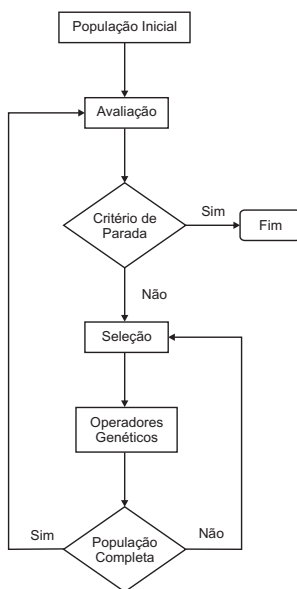 População Inicial
Avaliação
Critério de
Parada
Sim
Fim
Não
Seleção
Operadores
Genéticos
Sim
População
Completa
Não